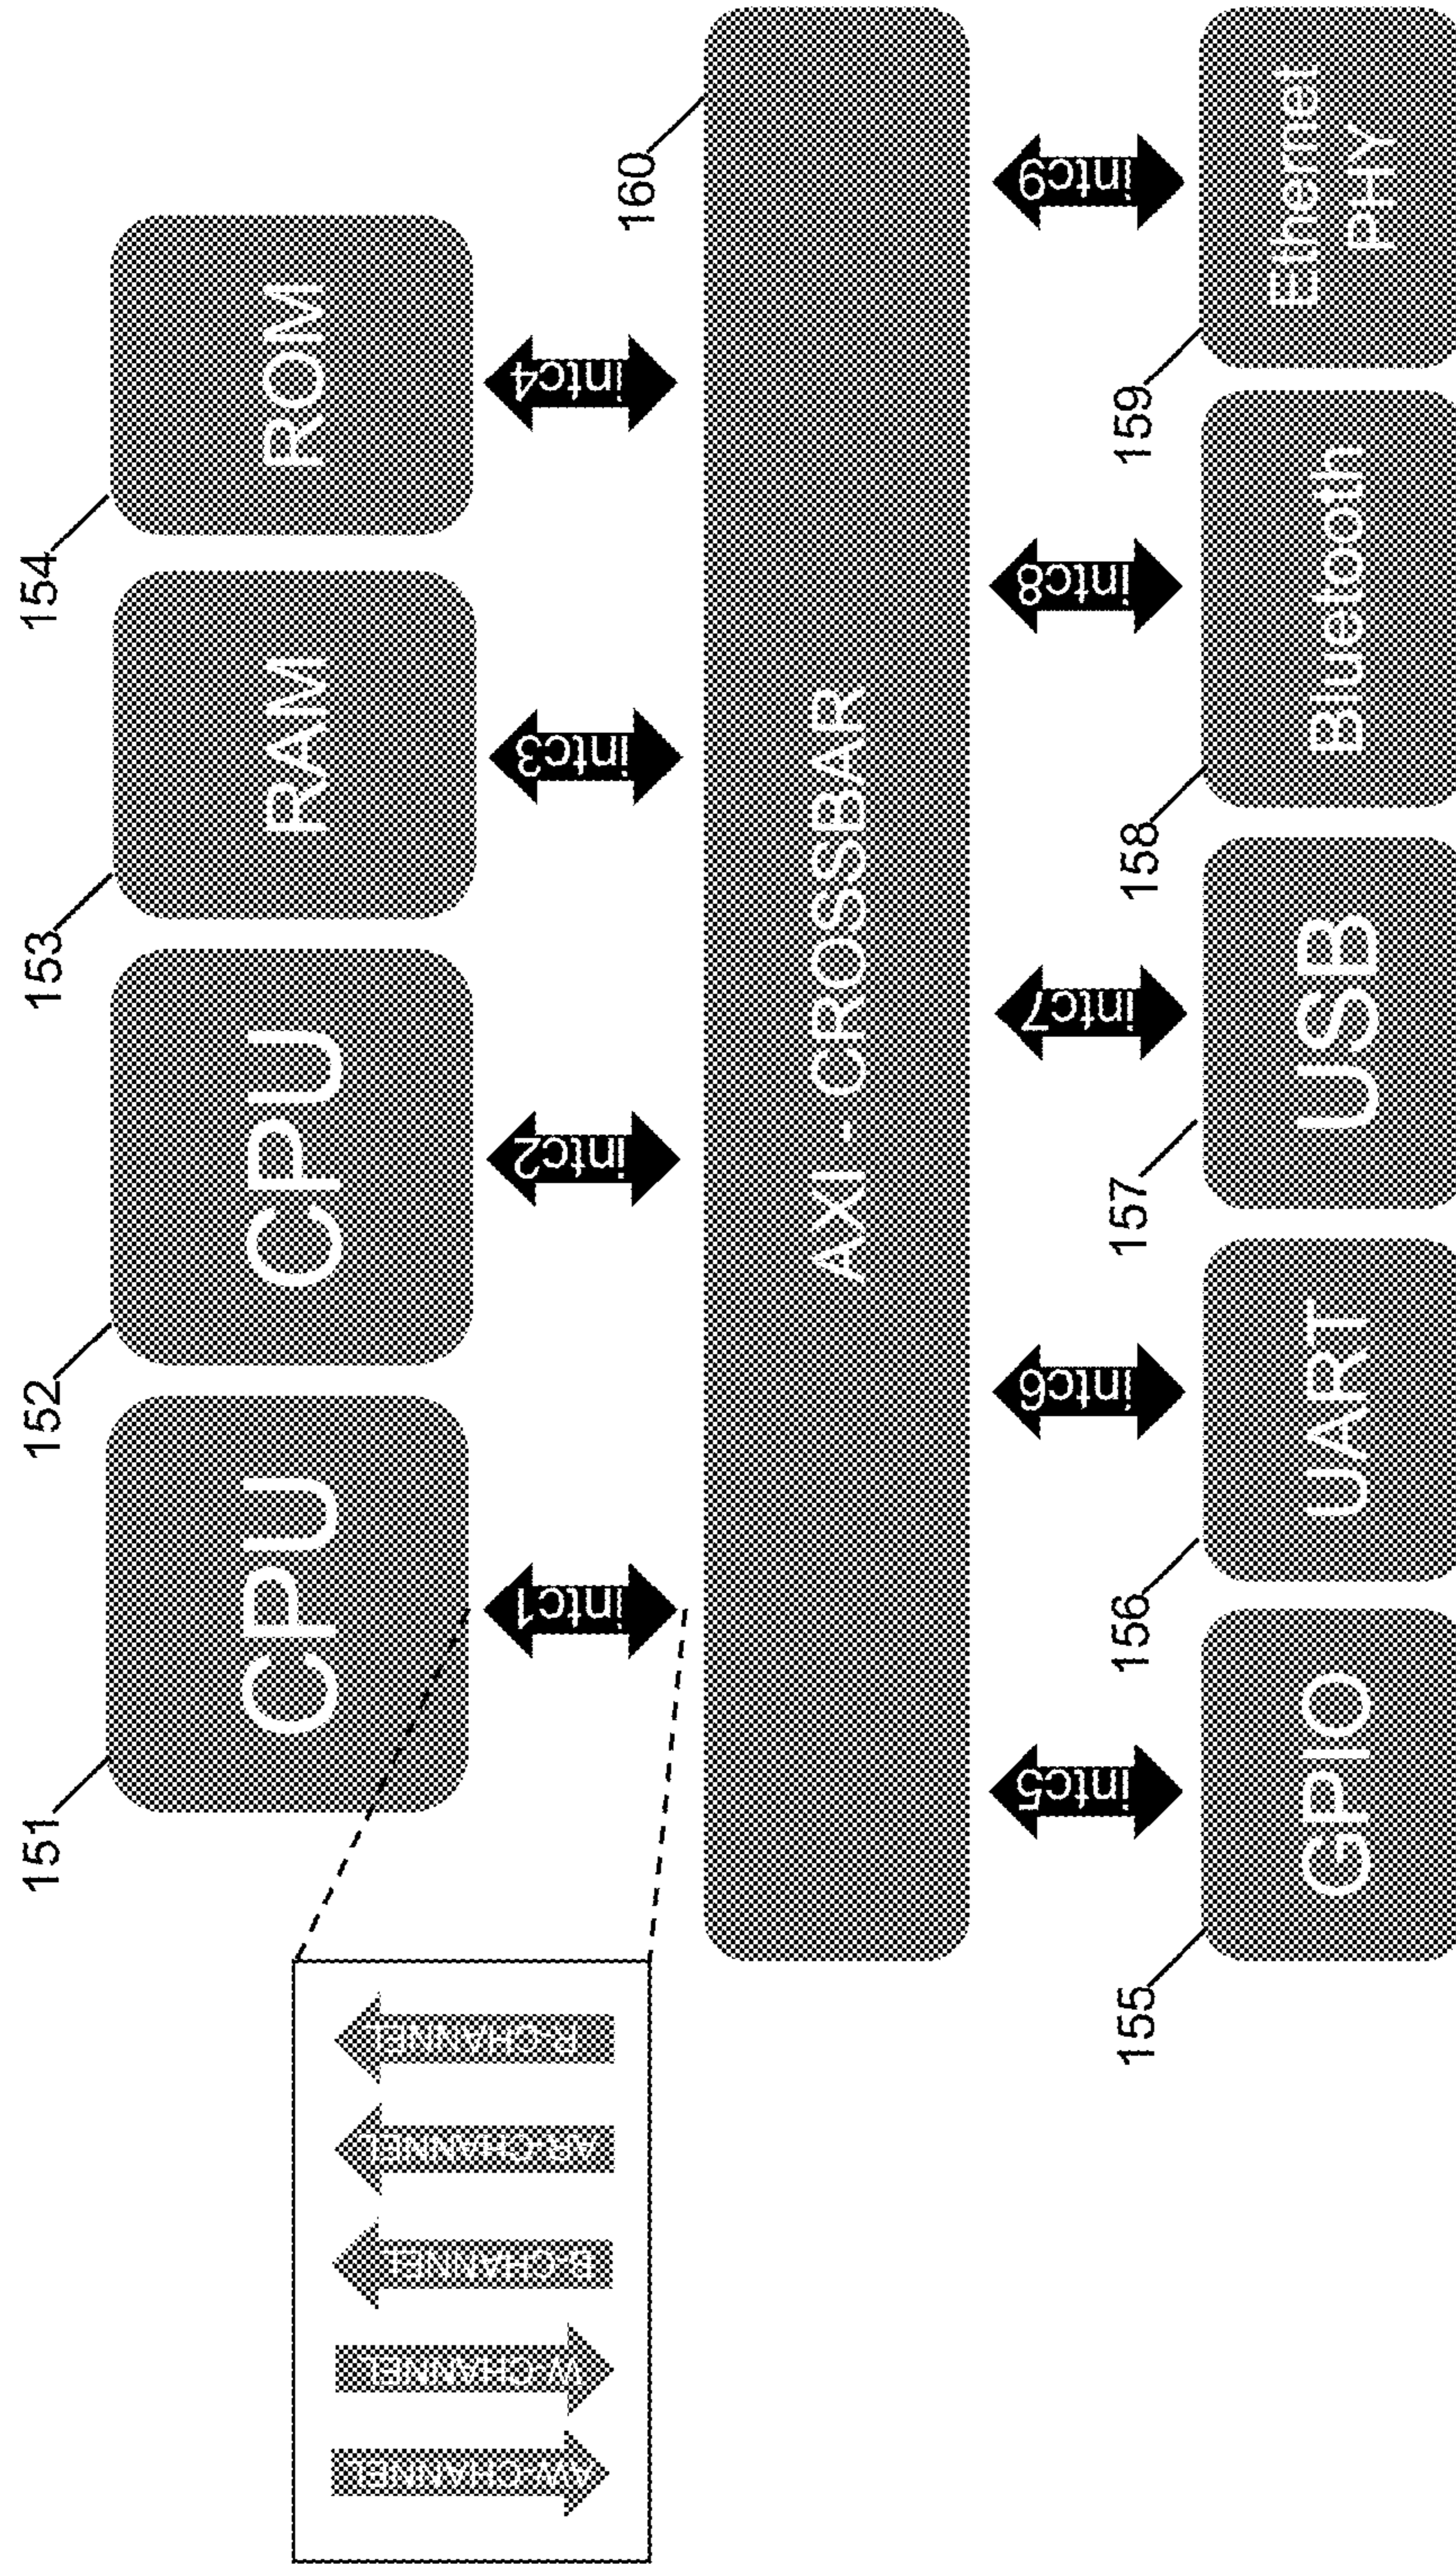 151
152
153
154
CPU
CPU
RAM
ROM
intc1
intc2
intc3
intc4
AW-CHANNEL
W-CHANNEL
B-CHANNEL
AR-CHANNEL
R-CHANNEL
160
AXI - CROSSBAR
intc5
intc6
intc7
intc8
intc9
155
156
157
158
159
GPIO
UART
USB
Bluetooth
Ethernet
PHY